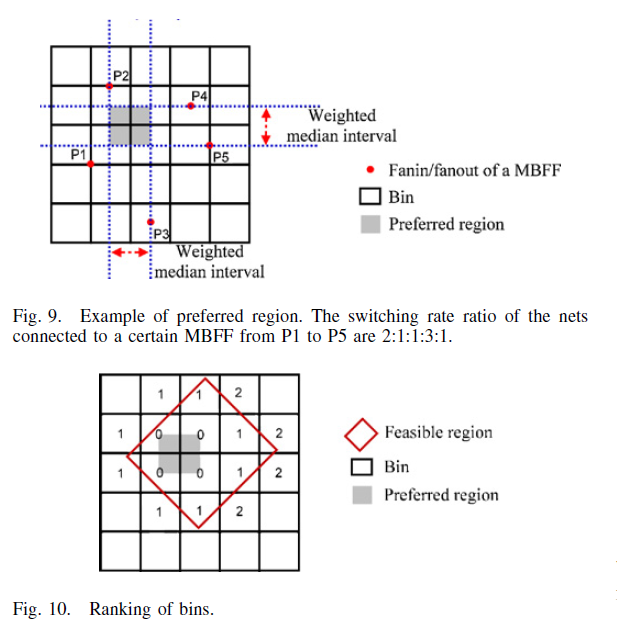 P2
P4
Weighted
median interval
P1
P5
Fanin/fanout of a MBFF
Bin
Preferred region
P3
Weighted
median interval
Fig. 9. Example of preferred region. The switching rate ratio of the nets
connected to a certain MBFF from P1 to P5 are 2:1:1:3:1.
1 1 2
1 0 0 1 2
1 0 0 1 2
1 1 2
Feasible region
Bin
Preferred region
Fig. 10. Ranking of bins.